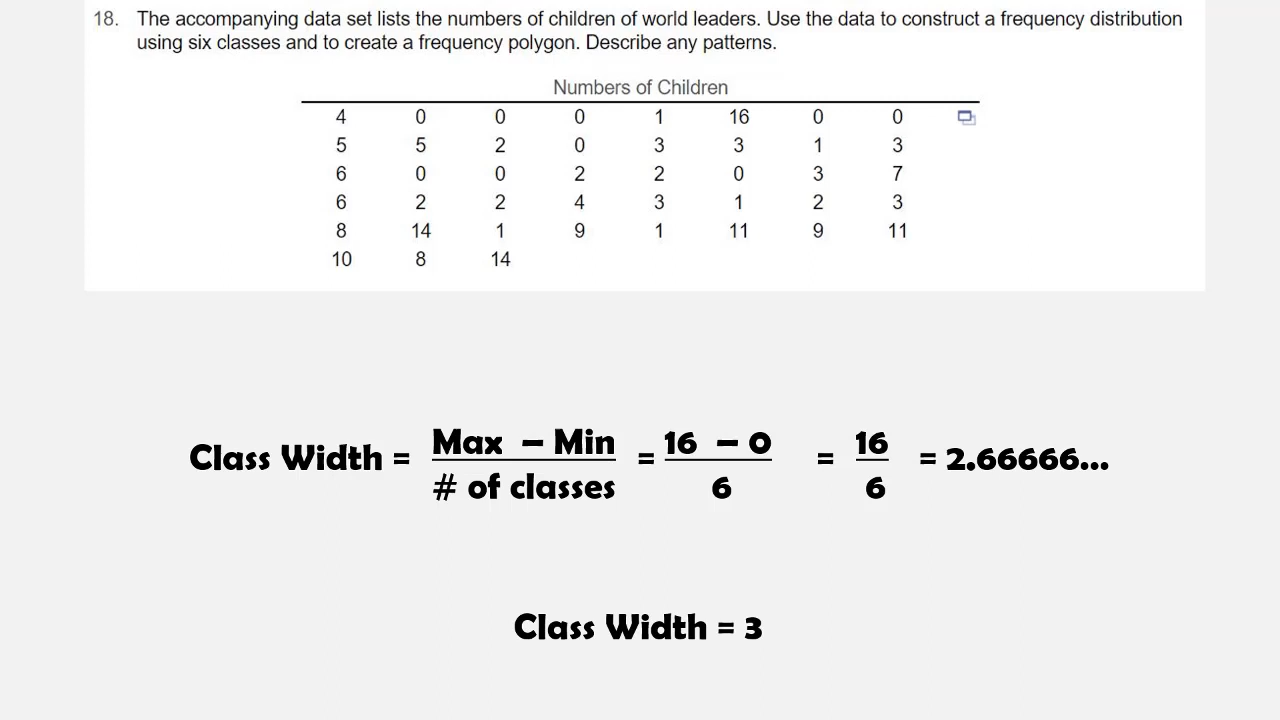 18. The accompanying data set lists the numbers of children of world leaders. Use the data to construct a frequency distribution
using six classes and to create a frequency polygon. Describe any patterns.
Numbers of Children
4 0 0 0 1 16 0 0
5 5 2 0 3 3 1 3
6 0 0 2 2 0 3 7
6 2 2 4 3 1 2 3
8 14 1 9 1 11 9 11
10 8 14
Class Width = Max – Min / # of classes = 16 – 0 / 6 = 16 / 6 = 2.66666...
Class Width = 3